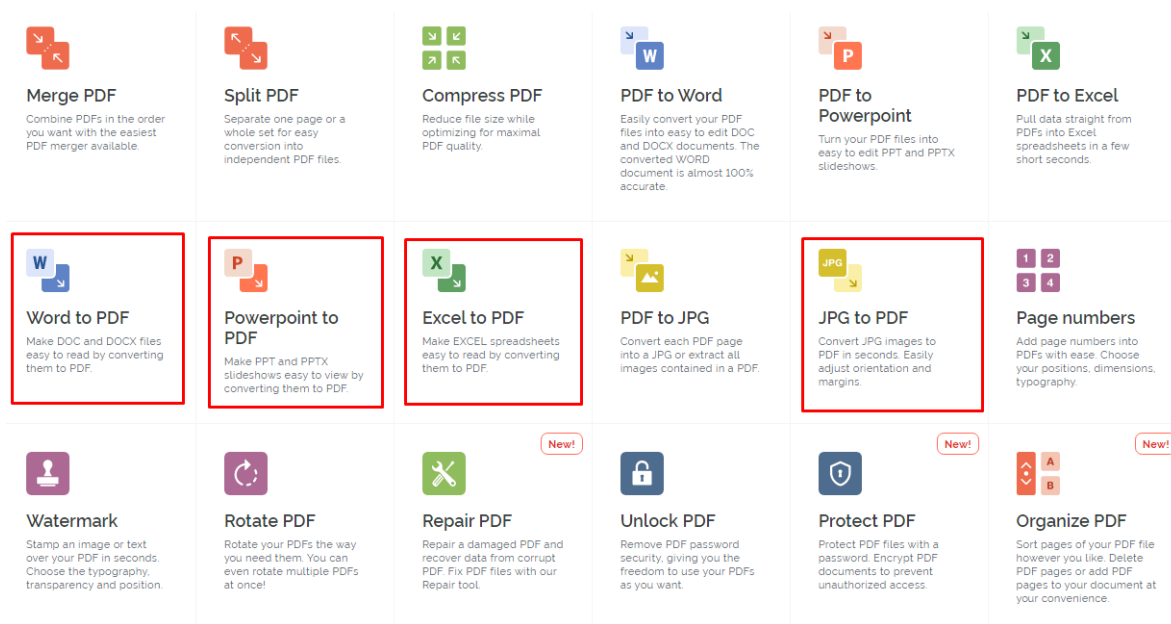 Merge PDF
Combine PDFs in the order
you want with the easiest
PDF merger available.
Split PDF
Separate one page or a
whole set for easy
conversion into
independent PDF files.
Compress PDF
Reduce file size while
optimizing for maximal
PDF quality.
W
PDF to Word
Easily convert your PDF
files into easy to edit DOC
and DOCX documents. The
converted WORD
document is almost 100%
accurate.
P
PDF to
Powerpoint
Turn your PDF files into
easy to edit PPT and PPTX
slideshows.
X
PDF to Excel
Pull data straight from
PDFs into Excel
spreadsheets in a few
short seconds.
W
Word to PDF
Make DOC and DOCX files
easy to read by converting
them to PDF.
P
Powerpoint to
PDF
Make PPT and PPTX
slideshows easy to view by
converting them to PDF.
X
Excel to PDF
Make EXCEL spreadsheets
easy to read by converting
them to PDF.
PDF to JPG
Convert each PDF page
into a JPG or extract all
images contained in a PDF.
JPG
JPG to PDF
Convert JPG images to
PDF in seconds. Easily
adjust orientation and
margins.
1 2
3 4
Page numbers
Add page numbers into
PDFs with ease. Choose
your positions, dimensions,
typography.
Watermark
Stamp an image or text
over your PDF in seconds.
Choose the typography,
transparency and position.
Rotate PDF
Rotate your PDFs the way
you need them. You can
even rotate multiple PDFs
at once!
New!
Repair PDF
Repair a damaged PDF and
recover data from corrupt
PDF. Fix PDF files with our
Repair tool.
Unlock PDF
Remove PDF password
security, giving you the
freedom to use your PDFs
as you want.
New!
Protect PDF
Protect PDF files with a
password. Encrypt PDF
documents to prevent
unauthorized access.
New!
A
B
Organize PDF
Sort pages of your PDF file
however you like. Delete
PDF pages or add PDF
pages to your document at
your convenience.